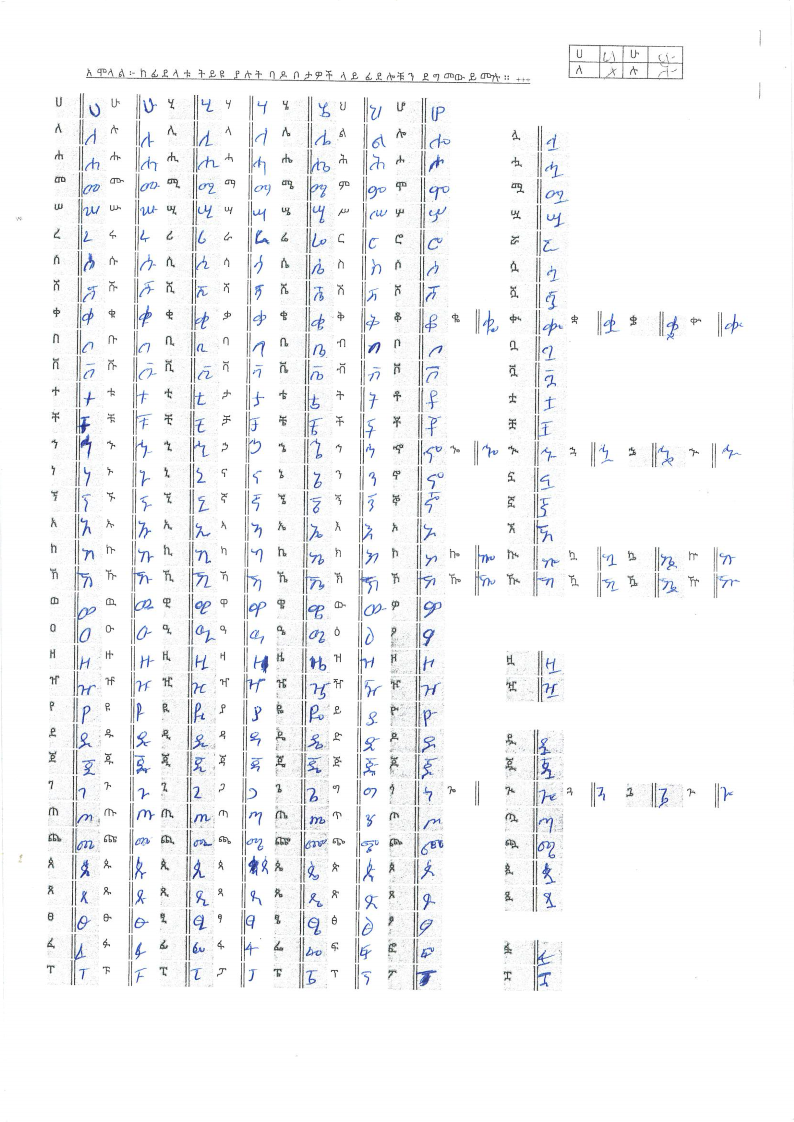 ሀ ሀ ሁ ሁ
አሞላል፡- ከፊደላቱ ትይዩ ያሉት ባዶ ቦታዎች ላይ ፊደሎቹን ደግመው ይሙሉ። ----
ለ ለ ሉ ሉ
ሀ ሀ ሁ ሁ ሂ ሂ ሃ ሃ ሄ ሄ ህ ህ ሆ ሆ
ለ ለ ሉ ሉ ሊ ሊ ላ ላ ሌ ሌ ል ል ሎ ሎ ሏ ሏ
ሐ ሐ ሑ ሑ ሒ ሒ ሓ ሓ ሔ ሔ ሕ ሕ ሖ ሖ ሗ ሗ
መ መ ሙ ሙ ሚ ሚ ማ ማ ሜ ሜ ም ም ሞ ሞ ሟ ሟ
ሠ ሠ ሡ ሡ ሢ ሢ ሣ ሣ ሤ ሤ ሥ ሥ ሦ ሦ ሧ ሧ
ረ ረ ሩ ሩ ሪ ሪ ራ ራ ሬ ሬ ር ር ሮ ሮ ሯ ሯ
ሰ ሰ ሱ ሱ ሲ ሲ ሳ ሳ ሴ ሴ ስ ስ ሶ ሶ ሷ ሷ
ሸ ሸ ሹ ሹ ሺ ሺ ሻ ሻ ሼ ሼ ሽ ሽ ሾ ሾ ሿ ሿ
ቀ ቀ ቁ ቁ ቂ ቂ ቃ ቃ ቄ ቄ ቅ ቅ ቆ ቆ ቈ ቈ ቊ ቊ ቋ ቋ ቌ ቌ ቍ ቍ
በ በ ቡ ቡ ቢ ቢ ባ ባ ቤ ቤ ብ ብ ቦ ቦ ቧ ቧ
ቨ ቨ ቩ ቩ ቪ ቪ ቫ ቫ ቬ ቬ ቭ ቭ ቮ ቮ ቯ ቯ
ተ ተ ቱ ቱ ቲ ቲ ታ ታ ቴ ቴ ት ት ቶ ቶ ቷ ቷ
ቸ ቸ ቹ ቹ ቺ ቺ ቻ ቻ ቼ ቼ ች ች ቾ ቾ ቿ ቿ
ኀ ኀ ኁ ኁ ኂ ኂ ኃ ኃ ኄ ኄ ኅ ኅ ኆ ኆ ኈ ኈ ኊ ኊ ኋ ኋ ኌ ኌ ኍ ኍ
ነ ነ ኑ ኑ ኒ ኒ ና ና ኔ ኔ ን ን ኖ ኖ ኗ ኗ
ኘ ኘ ኙ ኙ ኚ ኚ ኛ ኛ ኜ ኜ ኝ ኝ ኞ ኞ ኟ ኟ
አ አ ኡ ኡ ኢ ኢ ኣ ኣ ኤ ኤ እ እ ኦ ኦ ኧ ኧ
ከ ከ ኩ ኩ ኪ ኪ ካ ካ ኬ ኬ ክ ክ ኮ ኮ ኰ ኰ ኲ ኲ ኳ ኳ ኴ ኴ ኵ ኵ
ኸ ኸ ኹ ኹ ኺ ኺ ኻ ኻ ኼ ኼ ኽ ኽ ኾ ኾ ዀ ዀ ዂ ዂ ዃ ዃ ዄ ዄ ዅ ዅ
ወ ወ ዉ ዉ ዊ ዊ ዋ ዋ ዌ ዌ ው ው ዎ ዎ
ዐ ዐ ዑ ዑ ዒ ዒ ዓ ዓ ዔ ዔ ዕ ዕ ዖ ዖ
ዘ ዘ ዙ ዙ ዚ ዚ ዛ ዛ ዜ ዜ ዝ ዝ ዞ ዞ ዟ ዟ
ዠ ዠ ዡ ዡ ዢ ዢ ዣ ዣ ዤ ዤ ዥ ዥ ዦ ዦ ዧ ዧ
የ የ ዩ ዩ ዪ ዪ ያ ያ ዬ ዬ ይ ይ ዮ ዮ
ደ ደ ዱ ዱ ዲ ዲ ዳ ዳ ዴ ዴ ድ ድ ዶ ዶ ዷ ዷ
ጀ ጀ ጁ ጁ ጂ ጂ ጃ ጃ ጄ ጄ ጅ ጅ ጆ ጆ ጇ ጇ
ገ ገ ጉ ጉ ጊ ጊ ጋ ጋ ጌ ጌ ግ ግ ጎ ጎ ጐ ጒ ጒ ጓ ጓ ጔ ጔ ጕ ጕ
ጠ ጠ ጡ ጡ ጢ ጢ ጣ ጣ ጤ ጤ ጥ ጥ ጦ ጦ ጧ ጧ
ጨ ጨ ጩ ጩ ጪ ጪ ጫ ጫ ጬ ጬ ጭ ጭ ጮ ጮ ጯ ጯ
ጰ ጰ ጱ ጱ ጲ ጲ ጳ ጳ ጴ ጴ ጵ ጵ ጶ ጶ ጷ ጷ
ጸ ጸ ጹ ጹ ጺ ጺ ጻ ጻ ጼ ጼ ጽ ጽ ጾ ጾ ጿ ጿ
ፀ ፀ ፁ ፁ ፂ ፂ ፃ ፃ ፄ ፄ ፅ ፅ ፆ ፆ
ፈ ፈ ፉ ፉ ፊ ፊ ፋ ፋ ፌ ፌ ፍ ፍ ፎ ፎ ፏ ፏ
ፐ ፐ ፑ ፑ ፒ ፒ ፓ ፓ ፔ ፔ ፕ ፕ ፖ ፖ ፗ ፗ